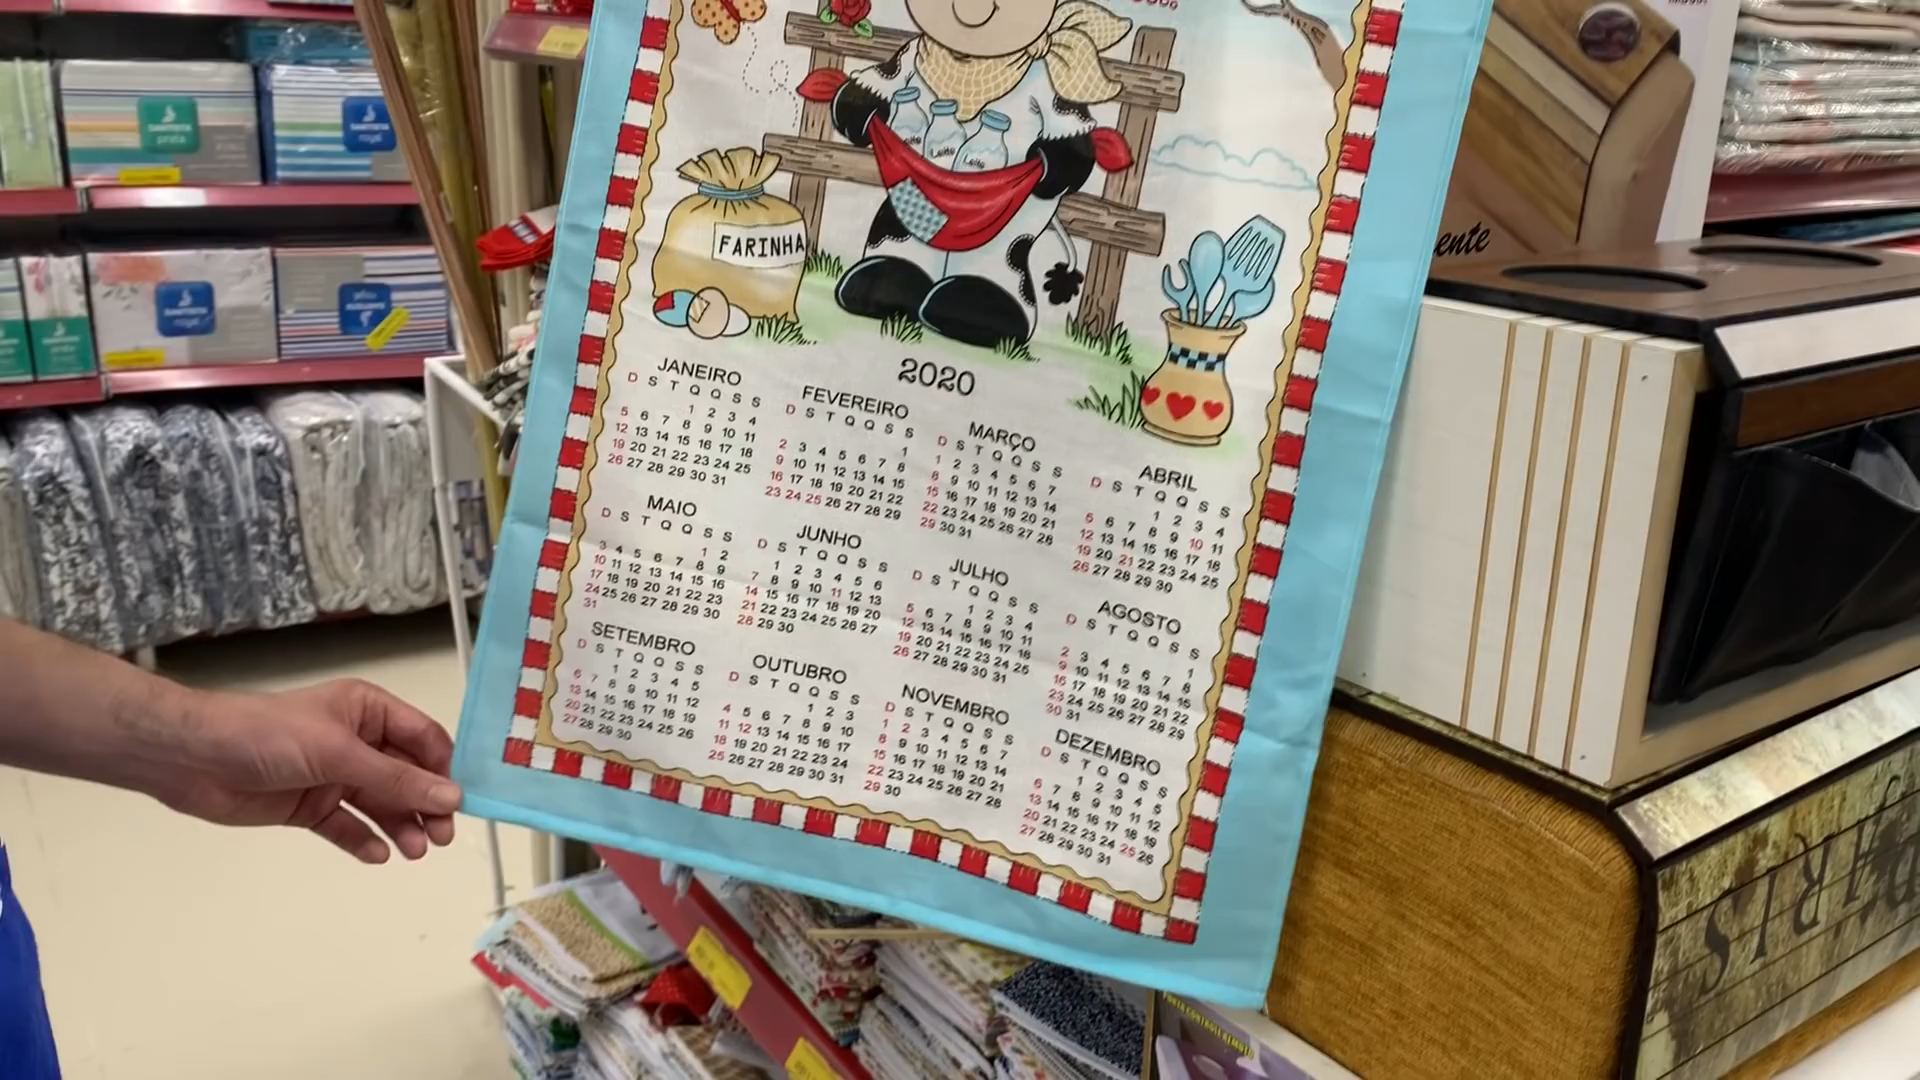 Leite
Leite
FARINHA
2020
JANEIRO
D S T Q Q S S
1 2 3 4
5 6 7 8 9 10 11
12 13 14 15 16 17 18
19 20 21 22 23 24 25
26 27 28 29 30 31
FEVEREIRO
D S T Q Q S S
1
2 3 4 5 6 7 8
9 10 11 12 13 14 15
16 17 18 19 20 21 22
23 24 25 26 27 28 29
MARÇO
D S T Q Q S S
1 2 3 4 5 6 7
8 9 10 11 12 13 14
15 16 17 18 19 20 21
22 23 24 25 26 27 28
29 30 31
ABRIL
D S T Q Q S S
1 2 3 4
5 6 7 8 9 10 11
12 13 14 15 16 17 18
19 20 21 22 23 24 25
26 27 28 29 30
MAIO
D S T Q Q S S
1 2
3 4 5 6 7 8 9
10 11 12 13 14 15 16
17 18 19 20 21 22 23
24 25 26 27 28 29 30
31
JUNHO
D S T Q Q S S
1 2 3 4 5 6
7 8 9 10 11 12 13
14 15 16 17 18 19 20
21 22 23 24 25 26 27
28 29 30
JULHO
D S T Q Q S S
1 2 3 4
5 6 7 8 9 10 11
12 13 14 15 16 17 18
19 20 21 22 23 24 25
26 27 28 29 30 31
AGOSTO
D S T Q Q S S
1
2 3 4 5 6 7 8
9 10 11 12 13 14 15
16 17 18 19 20 21 22
23 24 25 26 27 28 29
30 31
SETEMBRO
D S T Q Q S S
1 2 3 4 5
6 7 8 9 10 11 12
13 14 15 16 17 18 19
20 21 22 23 24 25 26
27 28 29 30
OUTUBRO
D S T Q Q S S
1 2 3
4 5 6 7 8 9 10
11 12 13 14 15 16 17
18 19 20 21 22 23 24
25 26 27 28 29 30 31
NOVEMBRO
D S T Q Q S S
1 2 3 4 5 6 7
8 9 10 11 12 13 14
15 16 17 18 19 20 21
22 23 24 25 26 27 28
29 30
DEZEMBRO
D S T Q Q S S
1 2 3 4 5
6 7 8 9 10 11 12
13 14 15 16 17 18 19
20 21 22 23 24 25 26
27 28 29 30 31
ente
PARIS
PORTA CONTROLE REMOTO